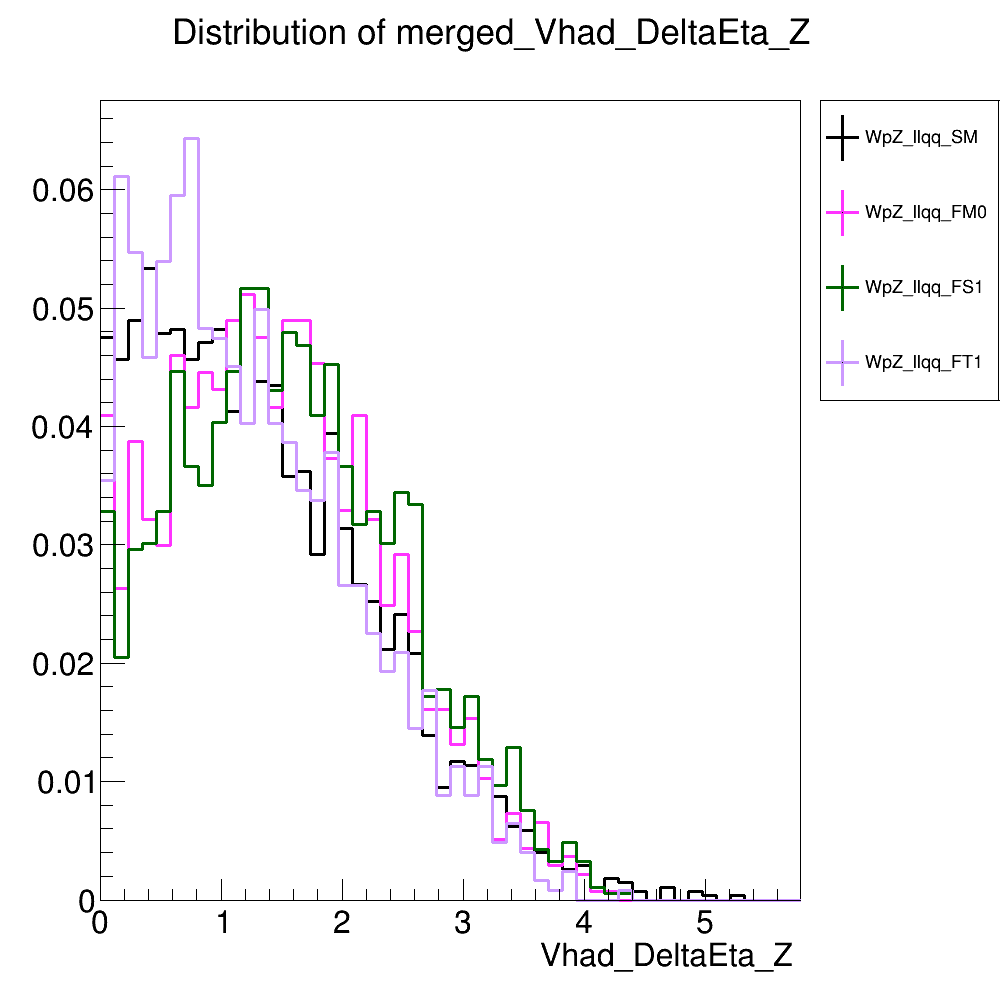 Distribution of merged_Vhad_DeltaEta_Z
WpZ_llqq_SM
WpZ_llqq_FM0
WpZ_llqq_FS1
WpZ_llqq_FT1
0.06
0.05
0.04
0.03
0.02
0.01
0
0 1 2 3 4 5
Vhad_DeltaEta_Z